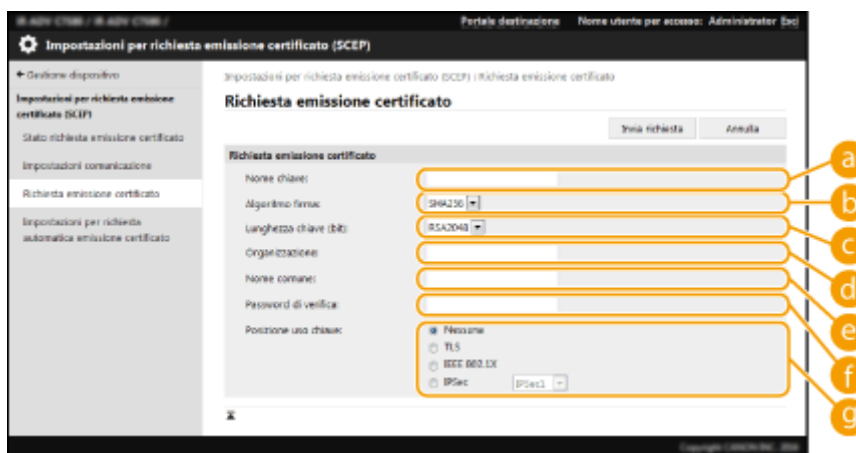 Portale destinazione Nome utente per accesso: Administrator Esci
Impostazioni per richiesta emissione certificato (SCEP)
Gestione dispositivo
Impostazioni per richiesta emissione certificato (SCEP) : Richiesta emissione certificato
Impostazioni per richiesta emissione
certificato (SCEP)
Stato richiesta emissione certificato
Impostazioni comunicazione
Richiesta emissione certificato
Impostazioni per richiesta
automatica emissione certificato
Richiesta emissione certificato
Invia richiesta Annulla
Richiesta emissione certificato
Nome chiave: a
Algoritmo firma: SHA256 b
Lunghezza chiave (bit): RSA2048 c
Organizzazione: d
Nome comune: e
Password di verifica: f
Posizione uso chiave: Nessuno g
TLS
IEEE 802.1X
IPSec IPSec1
Copyright CANON INC.